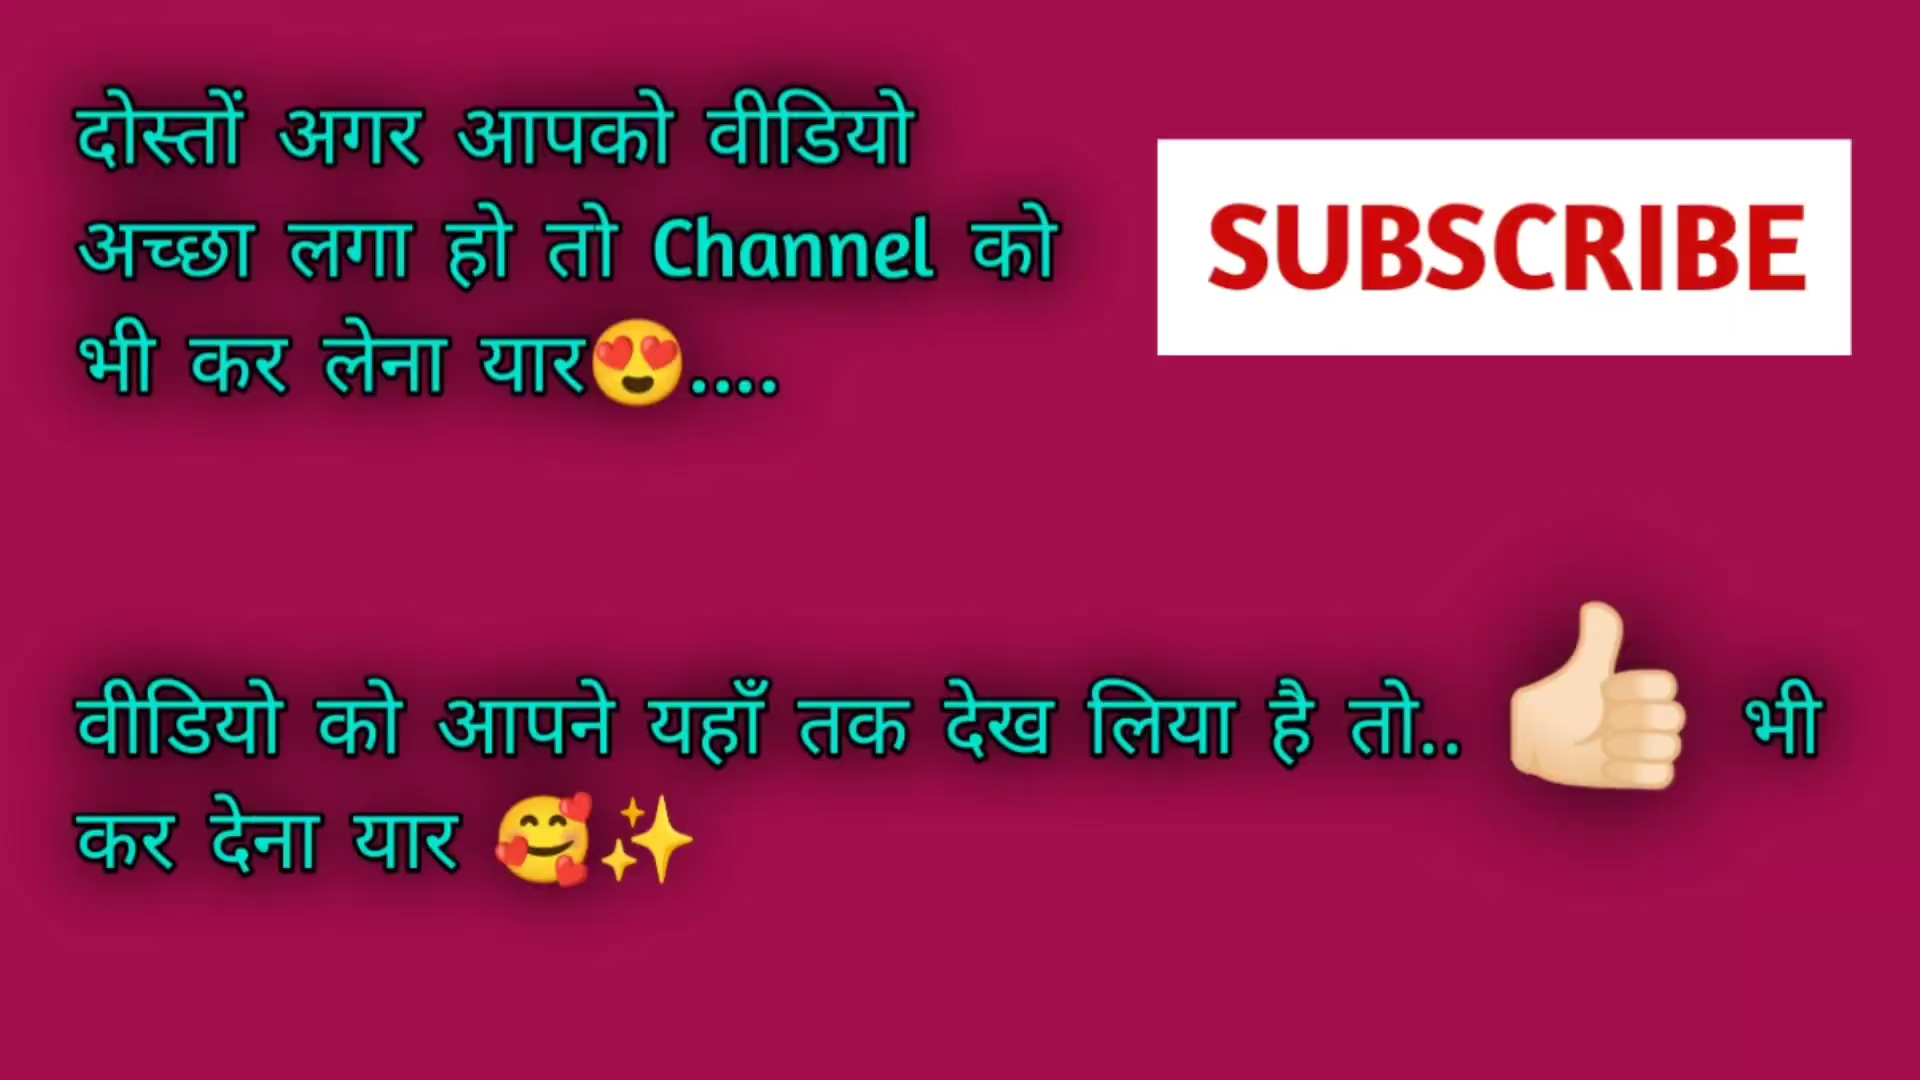 दोस्तों अगर आपको वीडियो
अच्छा लगा हो तो Channel को
SUBSCRIBE
भी कर लेना यार😍....
वीडियो को आपने यहाँ तक देख लिया है तो.. 👍🏻 भी
कर देना यार 🥰✨